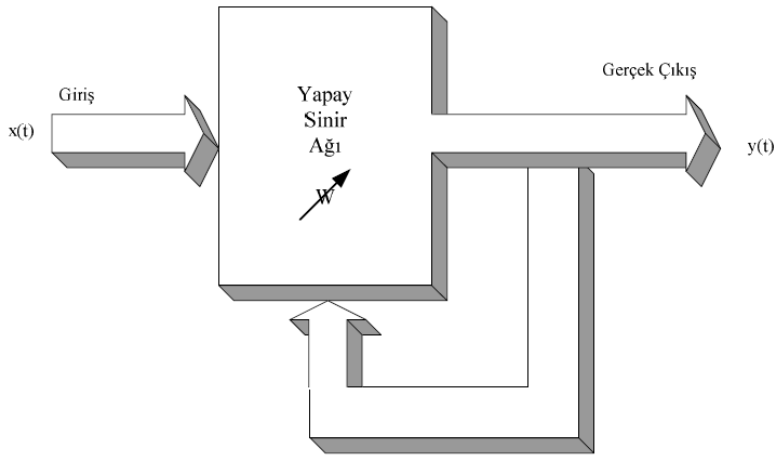 Giriş
x(t)
Yapay
Sinir
Ağı
W
Gerçek Çıkış
y(t)